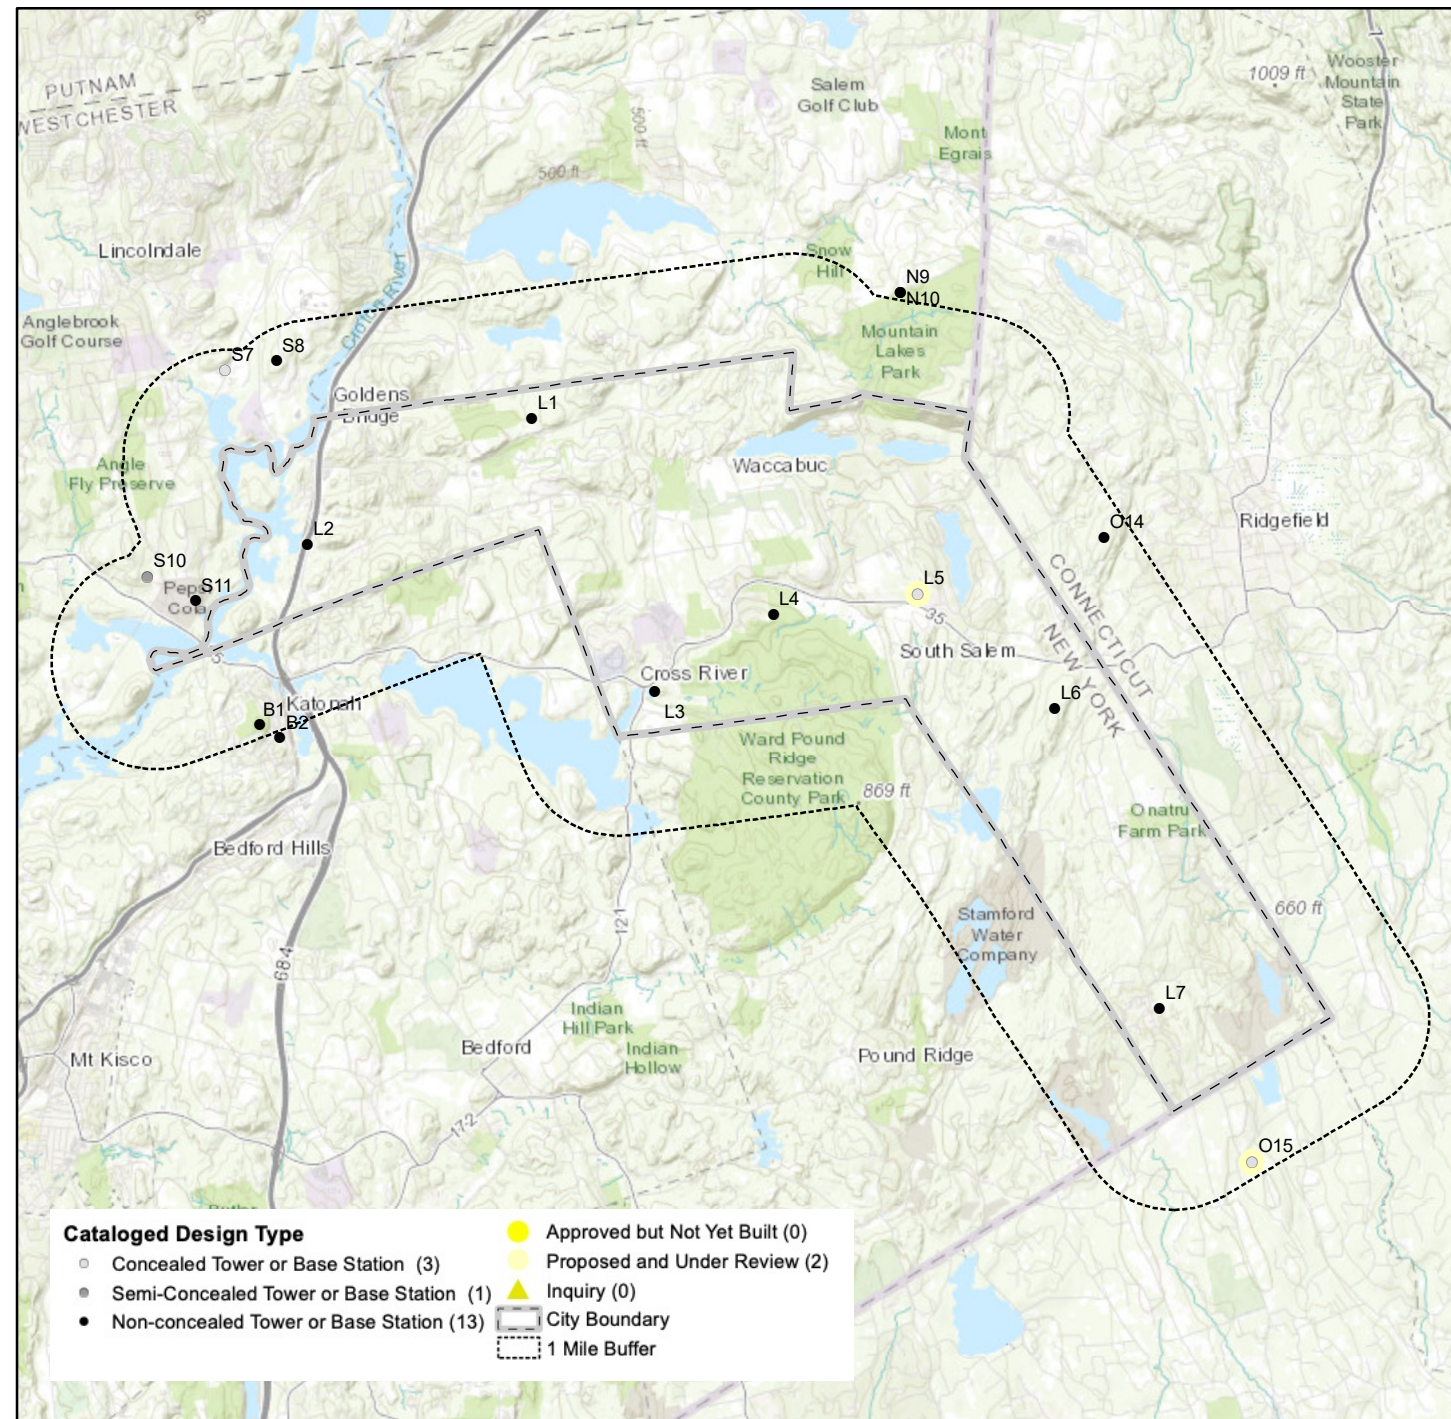 PUTNAM
WESTCHESTER
Salem
Golf Club
1009 ft
Wooster
Mountain
State
Park
Mont
Egrais
500 ft
500 ft
Lincolndale
Croton River
Snow
Hill
N9
N10
Anglebrook
Golf Course
Mountain
Lakes
Park
S7
S8
Goldens
Bridge
L1
Angle
Fly Preserve
Waccabuc
Ridgefield
O14
L2
S10
S11
Pepsi
Cola
L5
L4
35
CONNECTICUT
NEW YORK
South Salem
Cross River
L3
L6
B1
B2
Katonah
35
Ward Pound
Ridge
Reservation
County Park
869 ft
Onatru
Farm Park
Bedford Hills
660 ft
121
684
Stamford
Water
Company
L7
Indian
Hill Park
Indian
Hollow
Bedford
Mt Kisco
Pound Ridge
172
O15
Cataloged Design Type
Concealed Tower or Base Station (3)
Semi-Concealed Tower or Base Station (1)
Non-concealed Tower or Base Station (13)
Approved but Not Yet Built (0)
Proposed and Under Review (2)
Inquiry (0)
City Boundary
1 Mile Buffer